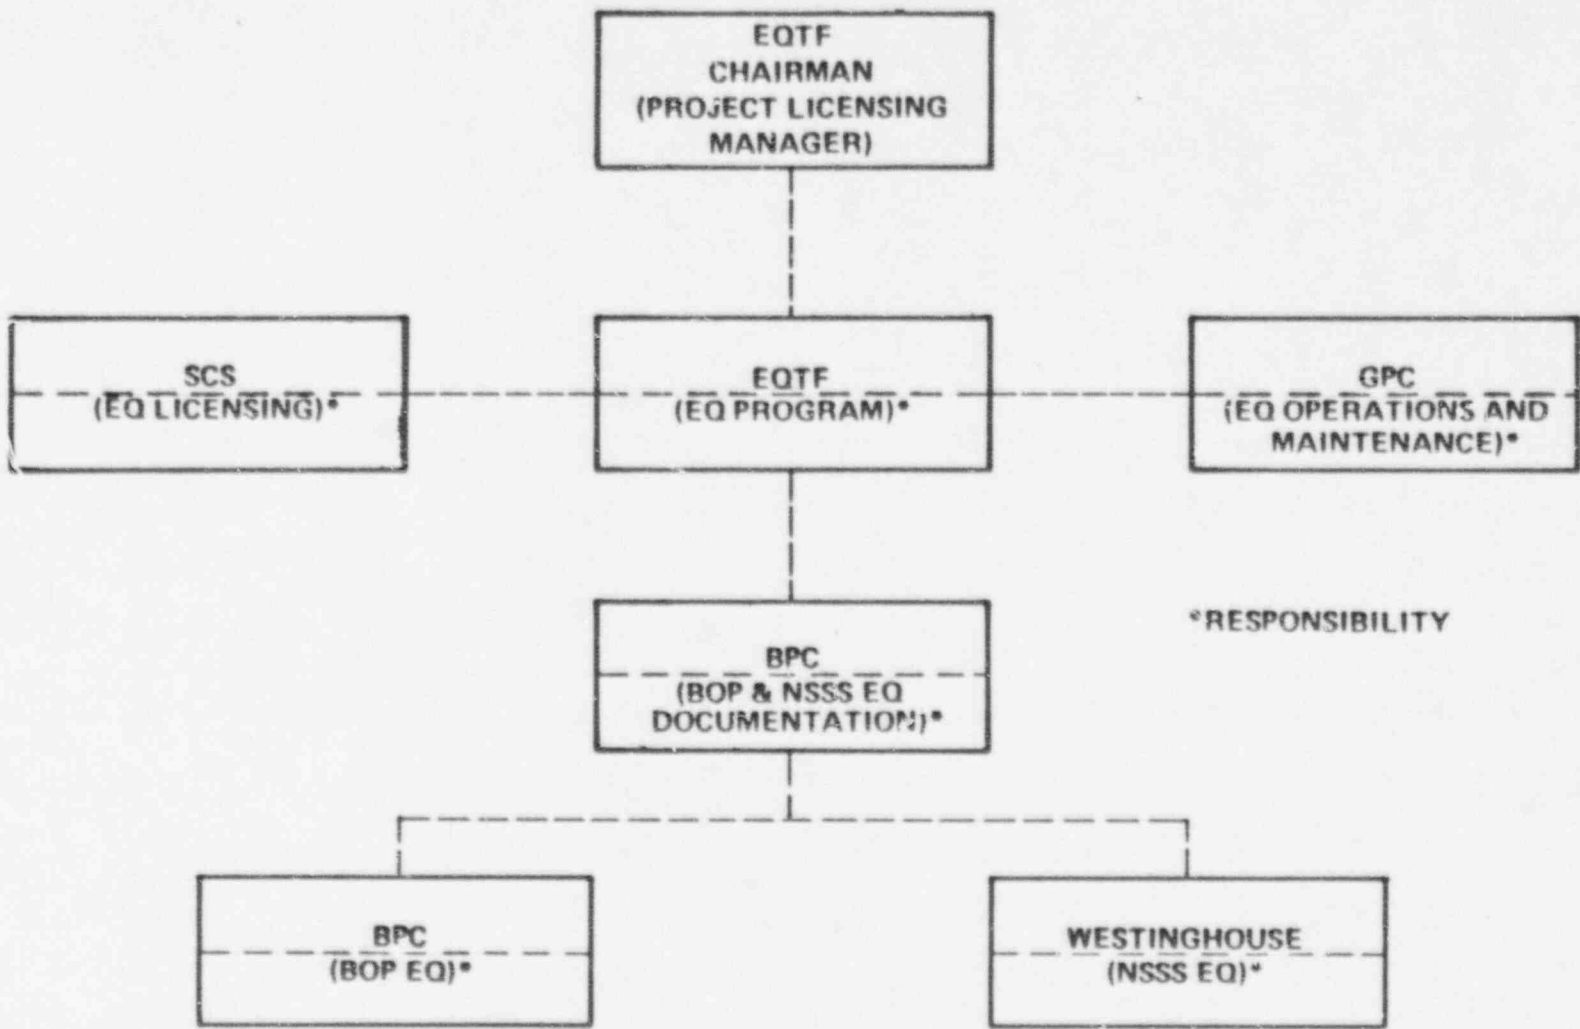 EQTF
CHAIRMAN
(PROJECT LICENSING
MANAGER)
SCS
(EQ LICENSING)*
EQTF
(EQ PROGRAM)*
GPC
(EQ OPERATIONS AND
MAINTENANCE)*
BPC
(BOP & NSSS EQ
DOCUMENTATION)*
*RESPONSIBILITY
BPC
(BOP EQ)*
WESTINGHOUSE
(NSSS EQ)*